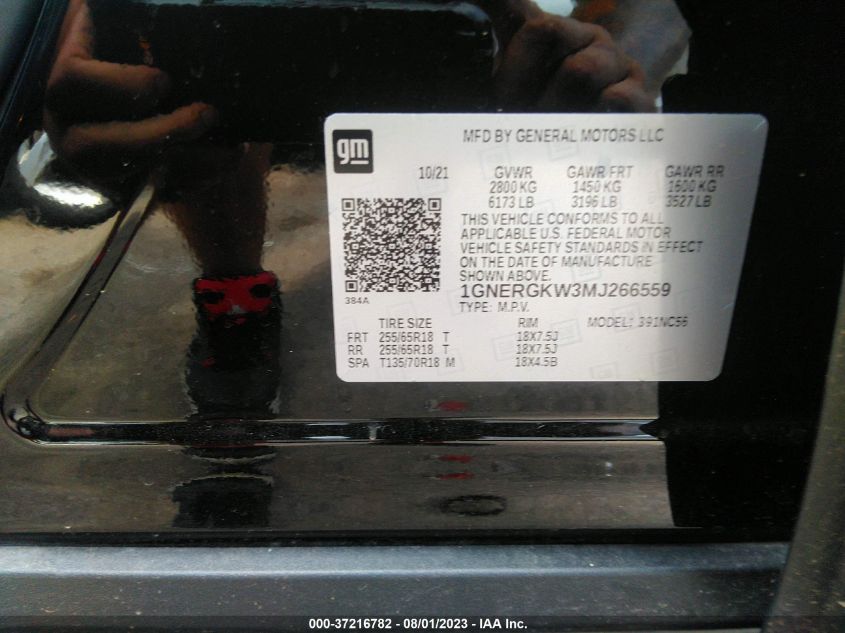 gm
MFD BY GENERAL MOTORS LLC
10/21 GVWR GAWR FRT GAWR RR
2800 KG 1450 KG 1600 KG
6173 LB 3196 LB 3527 LB
THIS VEHICLE CONFORMS TO ALL
APPLICABLE U.S. FEDERAL MOTOR
VEHICLE SAFETY STANDARDS IN EFFECT
ON THE DATE OF MANUFACTURE
SHOWN ABOVE.
384A
1GNERGKW3MJ266559
TYPE: M.P.V.
TIRE SIZE RIM MODEL: 391NC56
FRT 255/65R18 T 18X7.5J
RR 255/65R18 T 18X7.5J
SPA T135/70R18 M 18X4.5B
000-37216782 - 08/01/2023 - IAA Inc.